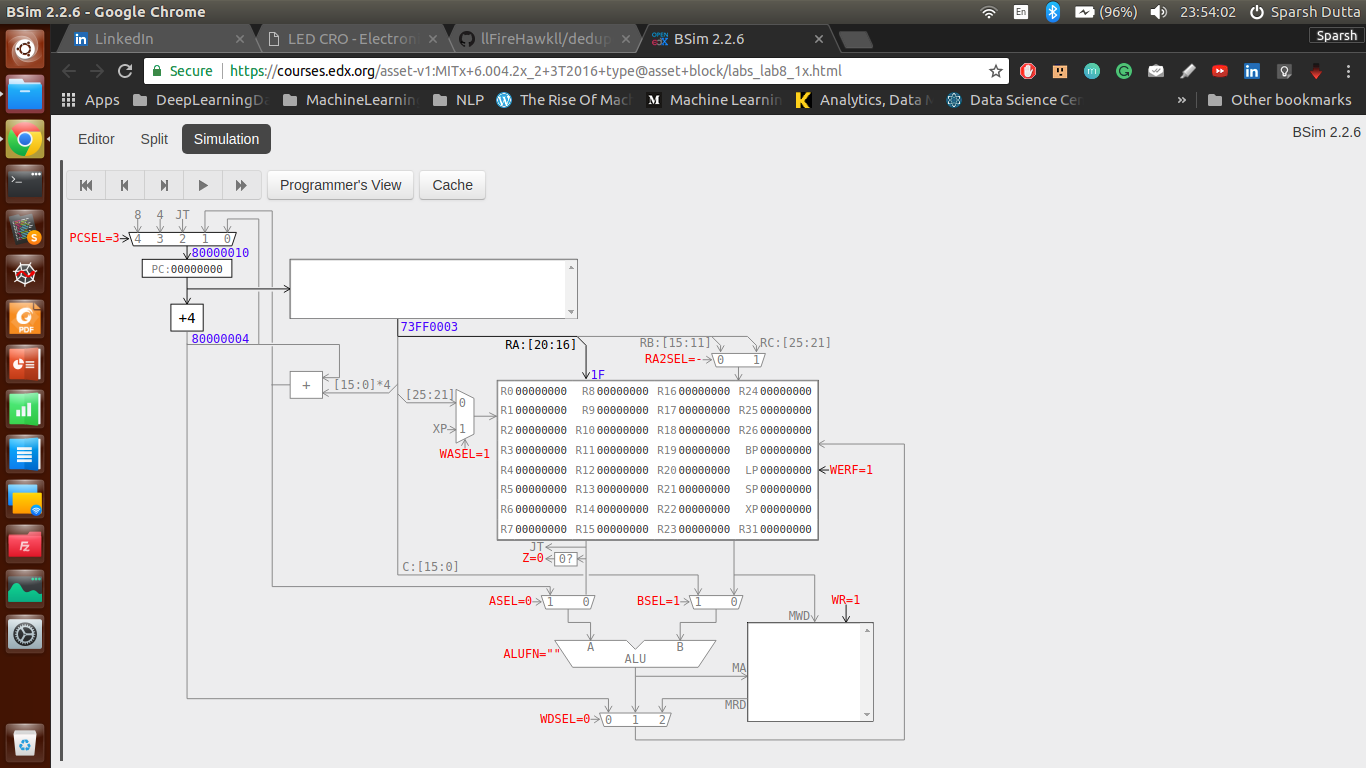 BSim 2.2.6 - Google Chrome
En
(96%)
23:54:02
Sparsh Dutta
LinkedIn
LED CRO - Electron
llFireHawkll/dedup
BSim 2.2.6
Sparsh
Secure
https://courses.edx.org/asset-v1:MITx+6.004.2x_2+3T2016+type@asset+block/labs_lab8_1x.html
Apps
DeepLearningDa
MachineLearnin
NLP
The Rise Of Mac
Machine Learnin
Analytics, Data
Data Science Cen
»
Other bookmarks
Editor
Split
Simulation
BSim 2.2.6
Programmer's View
Cache
8 4 JT
PCSEL=3
4 3 2 1 0
80000010
PC:00000000
+4
80000004
73FF0003
RA:[20:16]
RB:[15:11]
RC:[25:21]
RA2SEL=--
0 1
1F
+
[15:0]*4
[25:21]
0
XP
1
WASEL=1
R0 00000000 R8 00000000 R16 00000000 R24 00000000
R1 00000000 R9 00000000 R17 00000000 R25 00000000
R2 00000000 R10 00000000 R18 00000000 R26 00000000
R3 00000000 R11 00000000 R19 00000000 BP 00000000
R4 00000000 R12 00000000 R20 00000000 LP 00000000
R5 00000000 R13 00000000 R21 00000000 SP 00000000
R6 00000000 R14 00000000 R22 00000000 XP 00000000
R7 00000000 R15 00000000 R23 00000000 R31 00000000
WERF=1
JT
Z=0
0?
C:[15:0]
ASEL=0
1 0
BSEL=1
1 0
WR=1
MWD
ALUFN=""
A B
ALU
MA
MRD
WDSEL=0
0 1 2